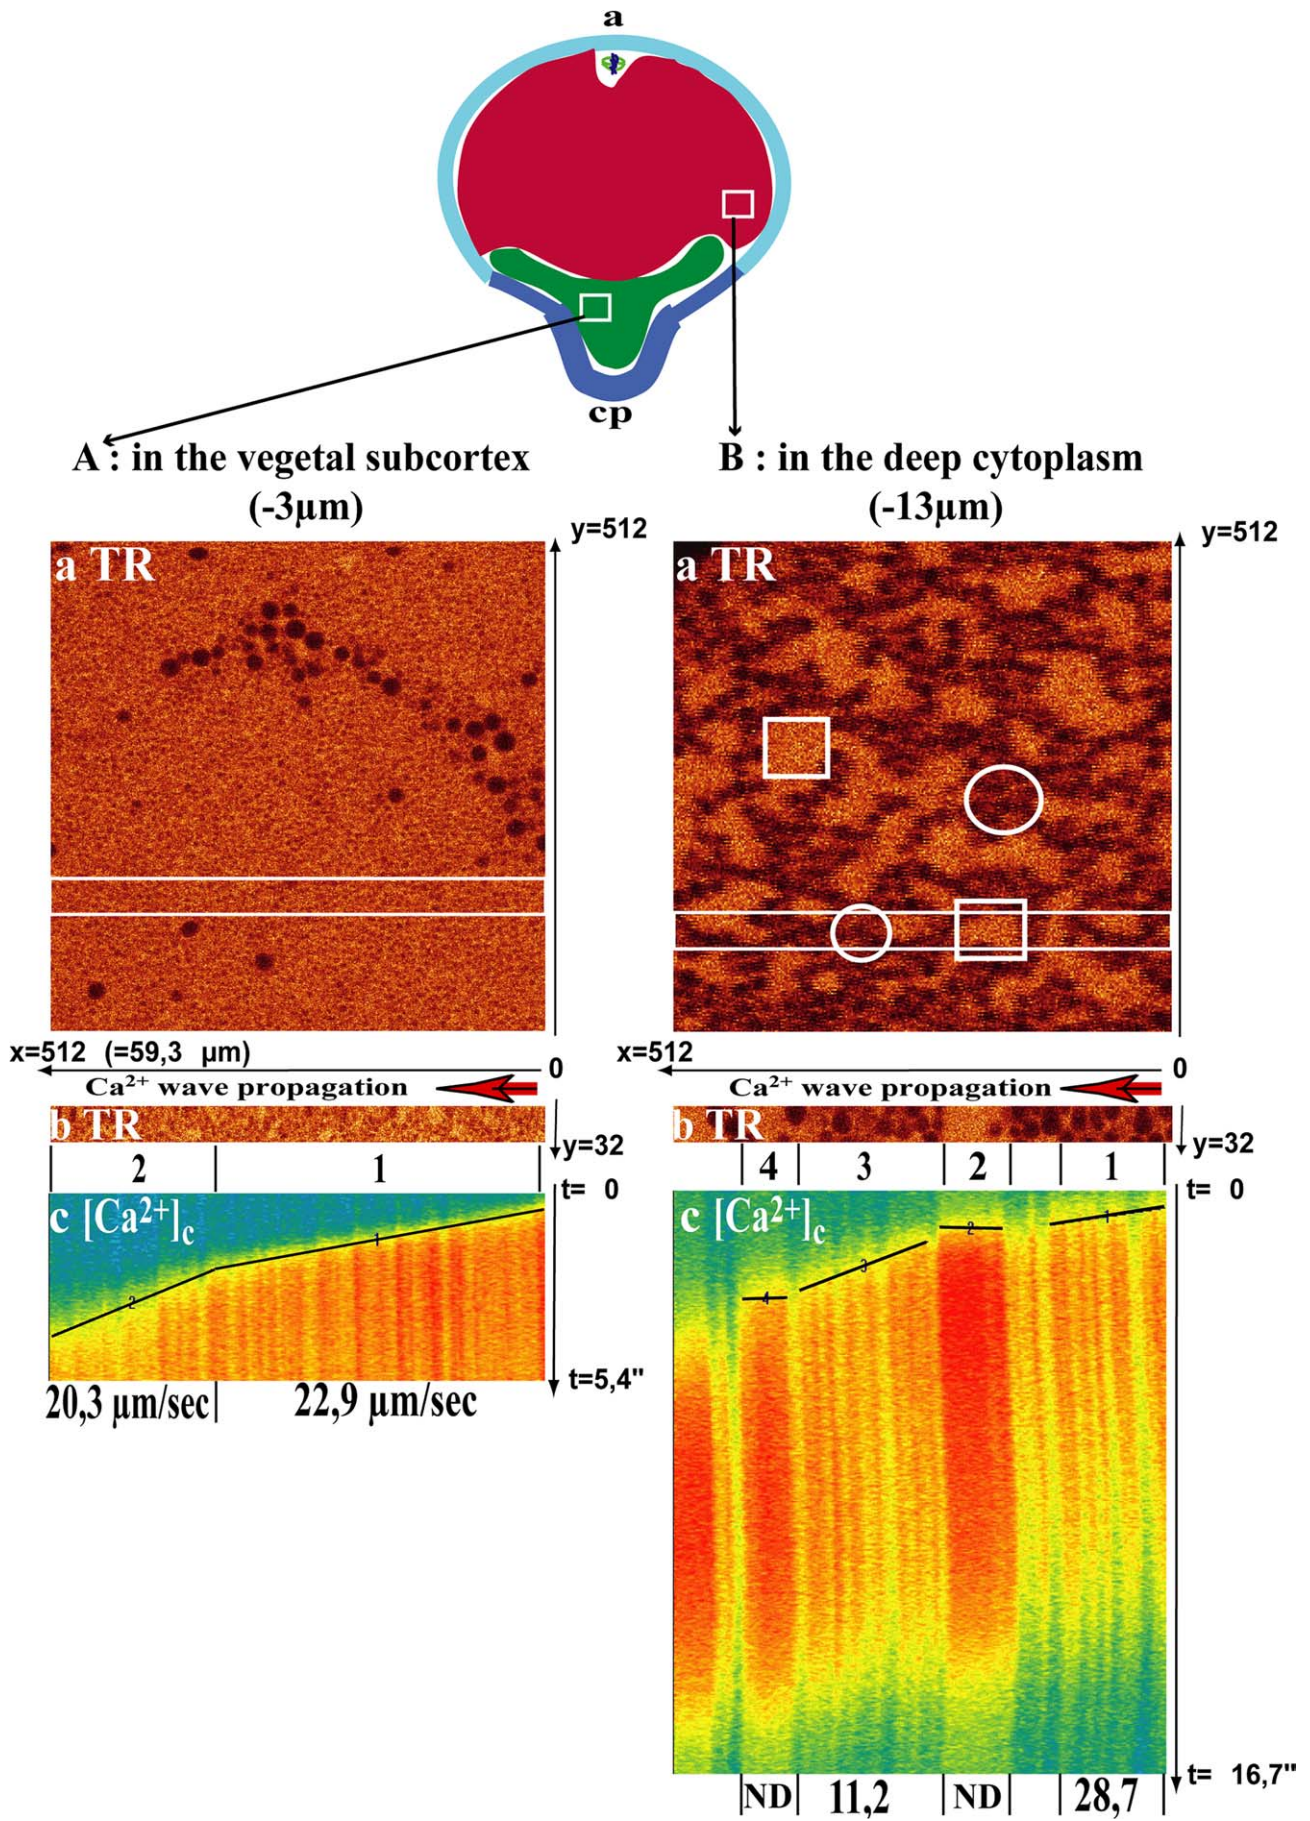 a
cp
A : in the vegetal subcortex
(-3µm)
B : in the deep cytoplasm
(-13µm)
y=512
y=512
a TR
a TR
x=512 (=59,3 µm)
0
x=512
0
Ca²⁺ wave propagation
Ca²⁺ wave propagation
b TR
y=32
b TR
y=32
2
1
4
3
2
1
t= 0
t= 0
c [Ca²⁺]c
c [Ca²⁺]c
1
2
1
2
3
4
t=5,4"
20,3 µm/sec
22,9 µm/sec
t= 16,7"
ND
11,2
ND
28,7